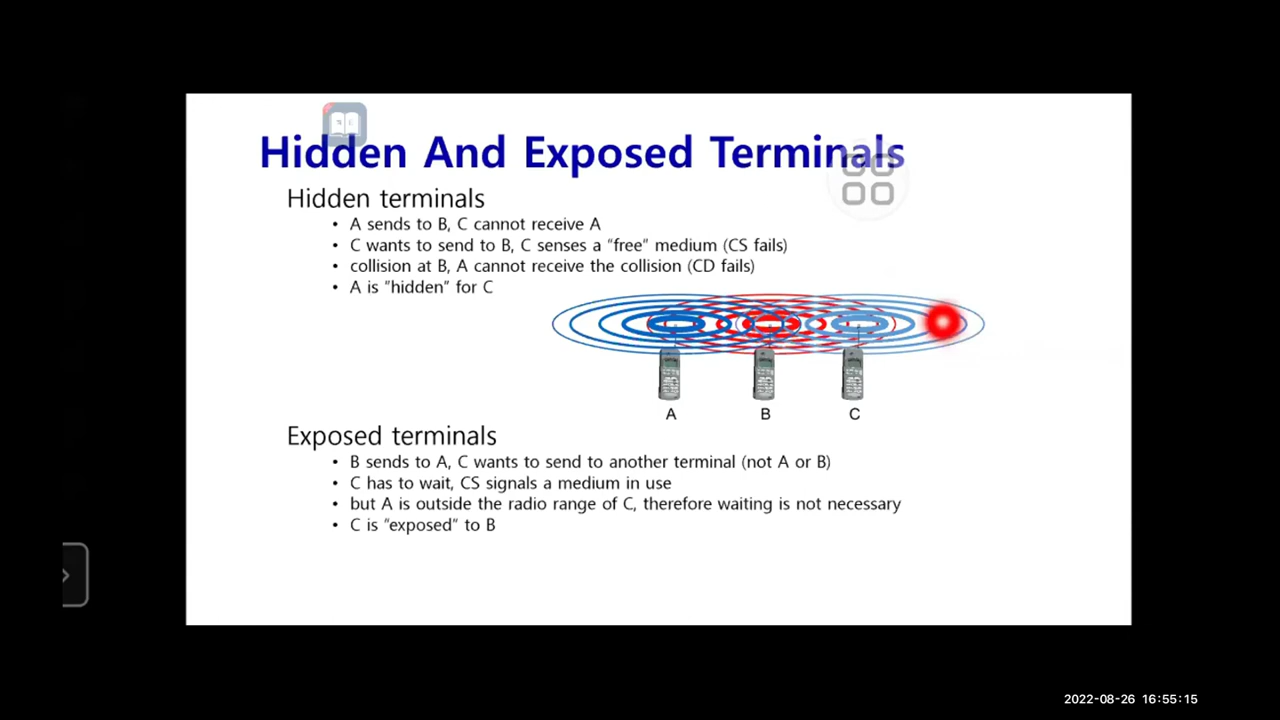 Hidden And Exposed Terminals
Hidden terminals
• A sends to B, C cannot receive A
• C wants to send to B, C senses a “free” medium (CS fails)
• collision at B, A cannot receive the collision (CD fails)
• A is “hidden” for C
A B C
Exposed terminals
• B sends to A, C wants to send to another terminal (not A or B)
• C has to wait, CS signals a medium in use
• but A is outside the radio range of C, therefore waiting is not necessary
• C is “exposed” to B
2022-08-26 16:55:15